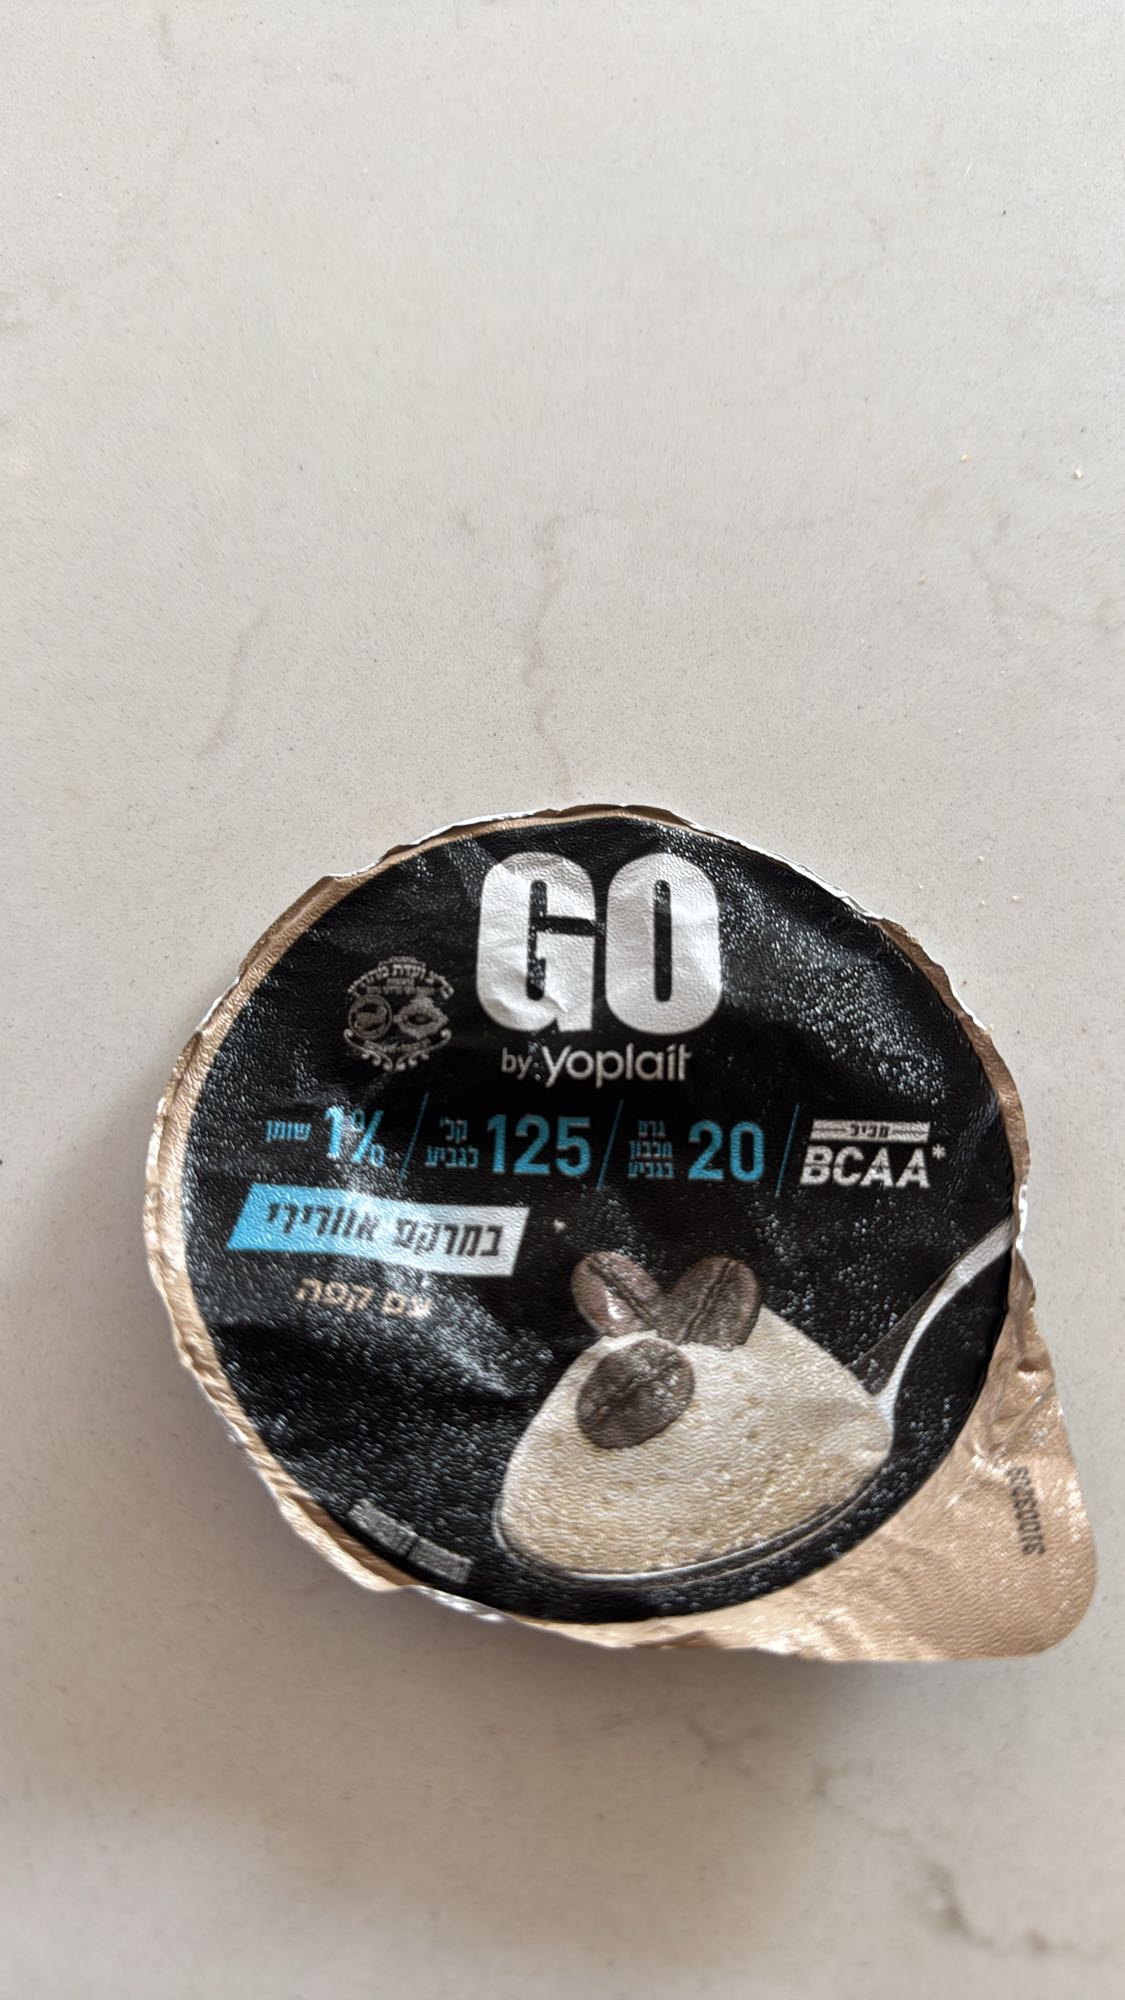 GO
by Yoplait
מכיל
BCAA*
20 גרם
חלבון
בגביע
125 קל׳
בגביע
1% שומן
במרקם אוורירי
עם קפה